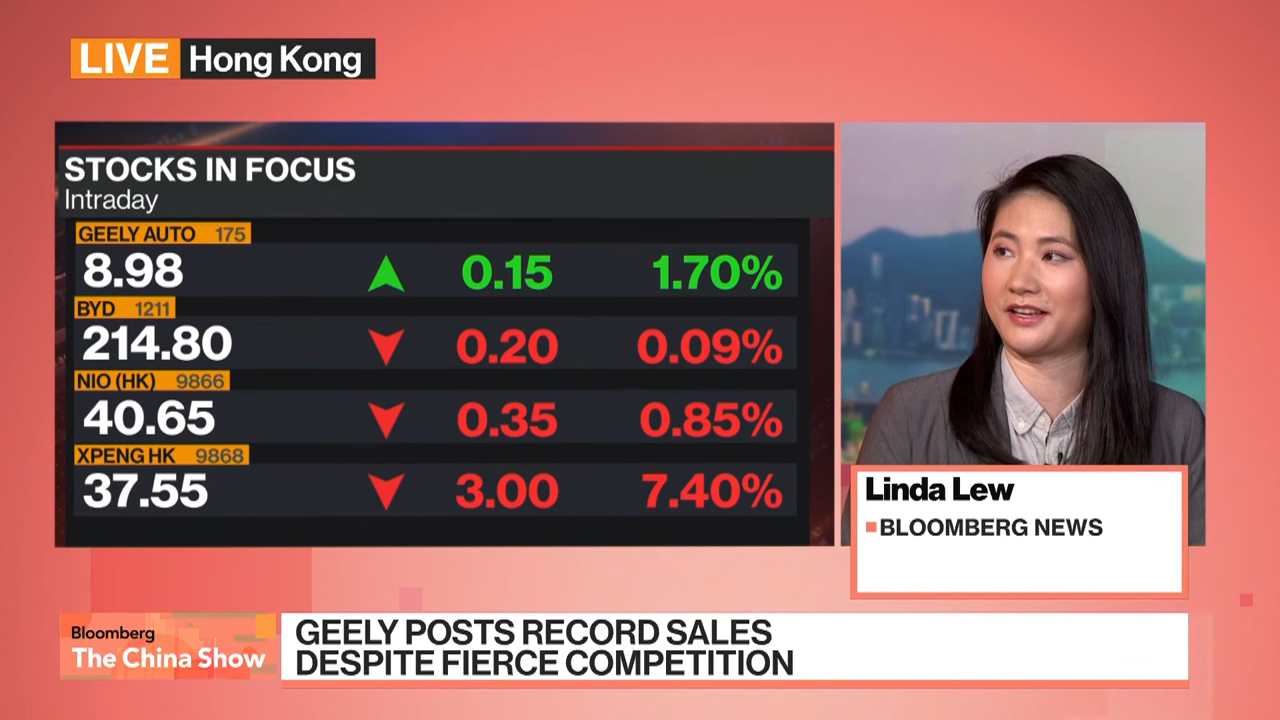 LIVE Hong Kong
STOCKS IN FOCUS
Intraday
GEELY AUTO 175
8.98 0.15 1.70%
BYD 1211
214.80 0.20 0.09%
NIO (HK) 9866
40.65 0.35 0.85%
XPENG HK 9868
37.55 3.00 7.40%
Linda Lew
BLOOMBERG NEWS
Bloomberg
The China Show
GEELY POSTS RECORD SALES
DESPITE FIERCE COMPETITION